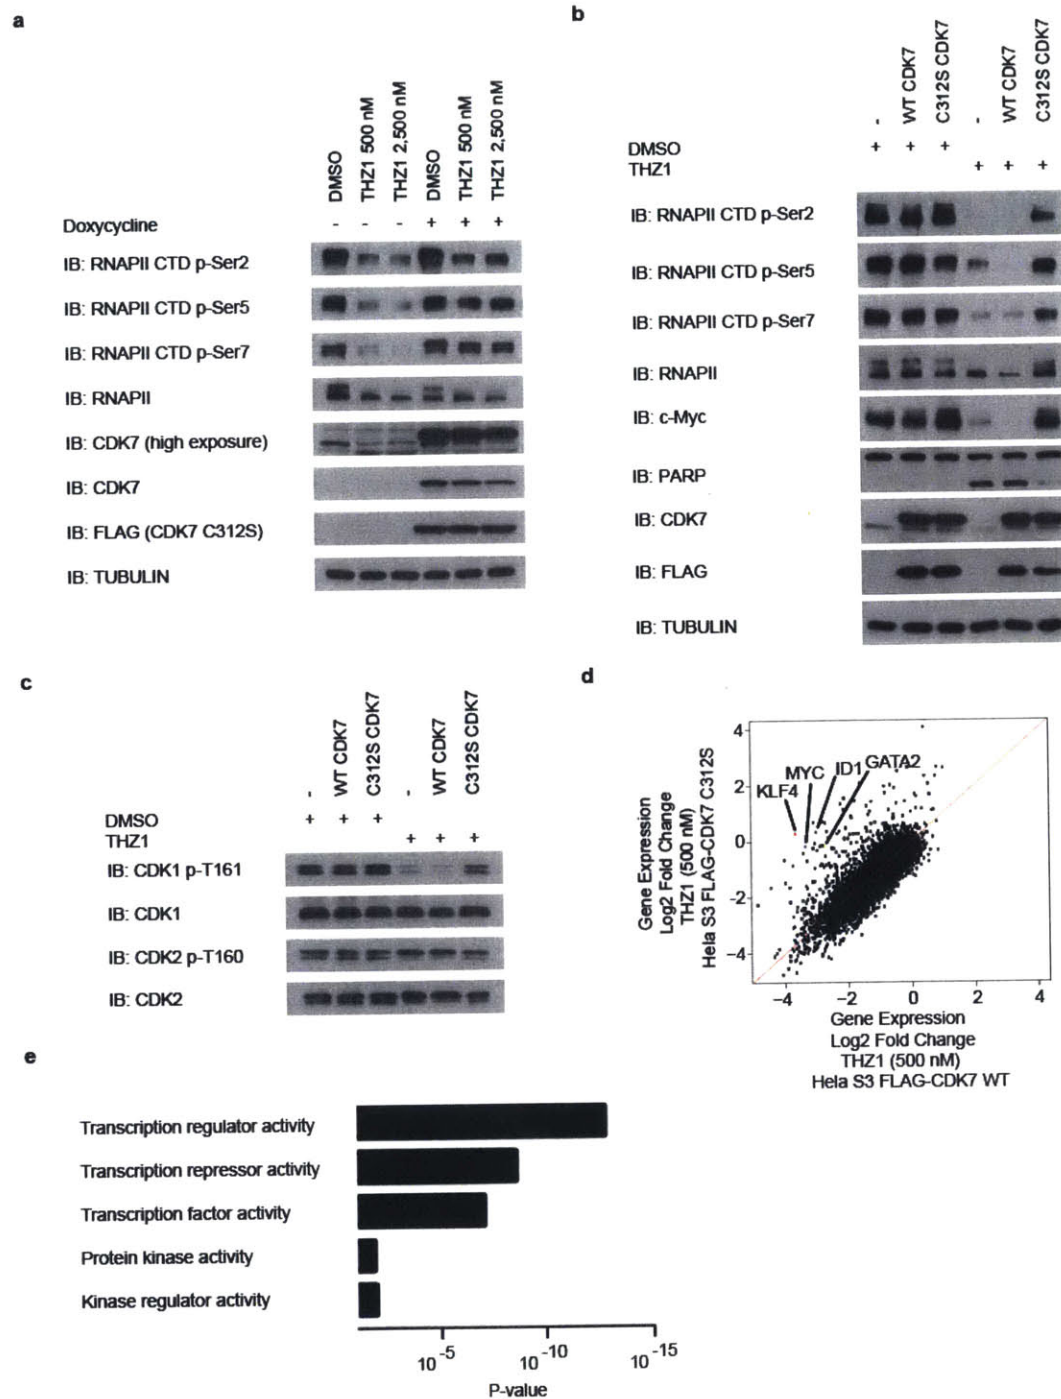 a
DMSO
THZ1 500 nM
THZ1 2,500 nM
DMSO
THZ1 500 nM
THZ1 2,500 nM
Doxycycline - - - + + +
IB: RNAPII CTD p-Ser2
IB: RNAPII CTD p-Ser5
IB: RNAPII CTD p-Ser7
IB: RNAPII
IB: CDK7 (high exposure)
IB: CDK7
IB: FLAG (CDK7 C312S)
IB: TUBULIN
b
-
WT CDK7
C312S CDK7
-
WT CDK7
C312S CDK7
DMSO + + +
THZ1 + + +
IB: RNAPII CTD p-Ser2
IB: RNAPII CTD p-Ser5
IB: RNAPII CTD p-Ser7
IB: RNAPII
IB: c-Myc
IB: PARP
IB: CDK7
IB: FLAG
IB: TUBULIN
c
-
WT CDK7
C312S CDK7
-
WT CDK7
C312S CDK7
DMSO + + +
THZ1 + + +
IB: CDK1 p-T161
IB: CDK1
IB: CDK2 p-T160
IB: CDK2
d
Gene Expression
Log2 Fold Change
THZ1 (500 nM)
Hela S3 FLAG-CDK7 C312S
4
2
0
−2
−4
KLF4
MYC
ID1
GATA2
−4 −2 0 2 4
Gene Expression
Log2 Fold Change
THZ1 (500 nM)
Hela S3 FLAG-CDK7 WT
e
Transcription regulator activity
Transcription repressor activity
Transcription factor activity
Protein kinase activity
Kinase regulator activity
10-5 10-10 10-15
P-value